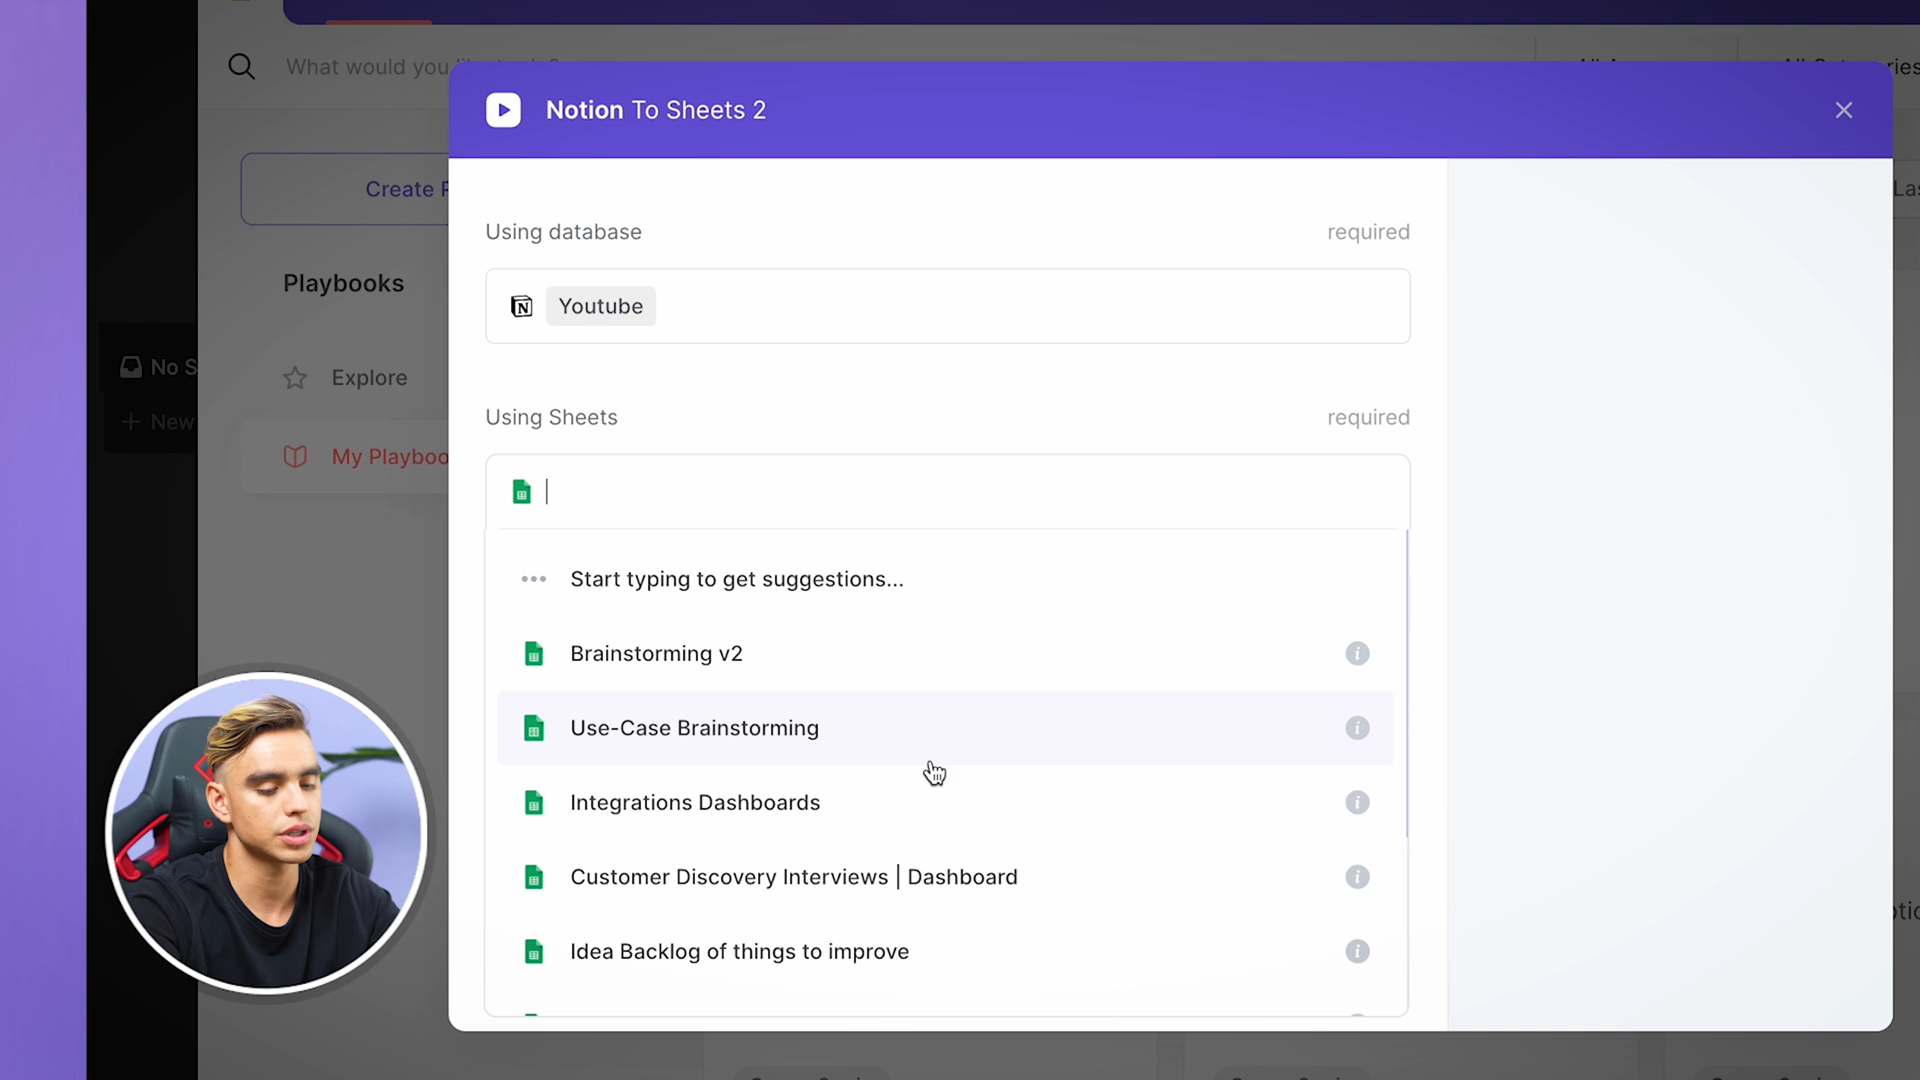 What would you
Notion To Sheets 2
Create
Using database
required
Playbooks
Youtube
No S
Explore
New
Using Sheets
required
My Playboo
Start typing to get suggestions...
Brainstorming v2
Use-Case Brainstorming
Integrations Dashboards
Customer Discovery Interviews | Dashboard
Idea Backlog of things to improve